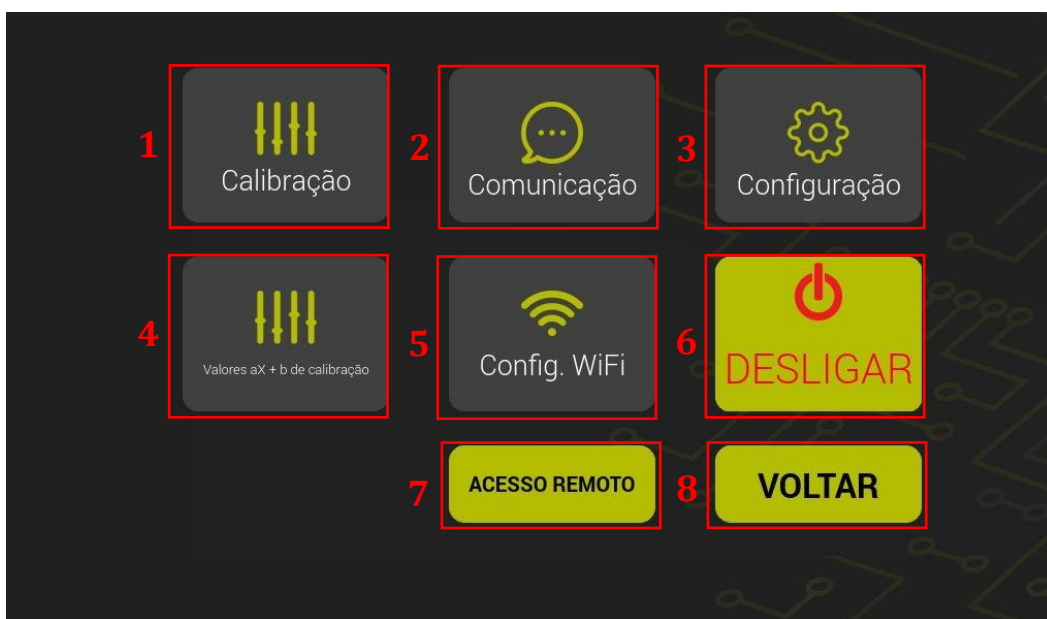 1
Calibração
2
Comunicação
3
Configuração
4
Valores aX + b de calibração
5
Config. WiFi
6
DESLIGAR
7
ACESSO REMOTO
8
VOLTAR